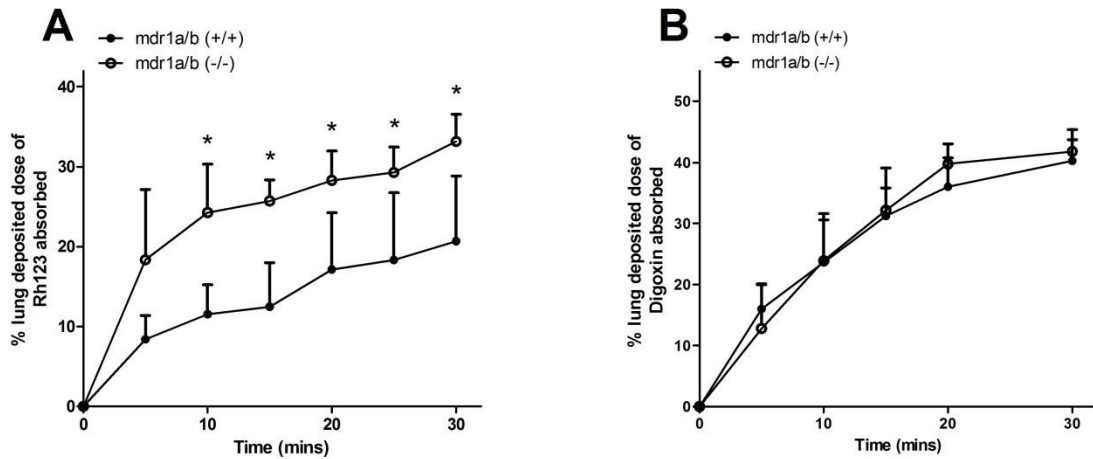 A
mdr1a/b (+/+)
mdr1a/b (-/-)
% lung deposited dose of
Rh123 absorbed
40
30
20
10
0
* * * * *
0 10 20 30
Time (mins)
B
mdr1a/b (+/+)
mdr1a/b (-/-)
% lung deposited dose of
Digoxin absorbed
50
40
30
20
10
0
0 10 20 30
Time (mins)